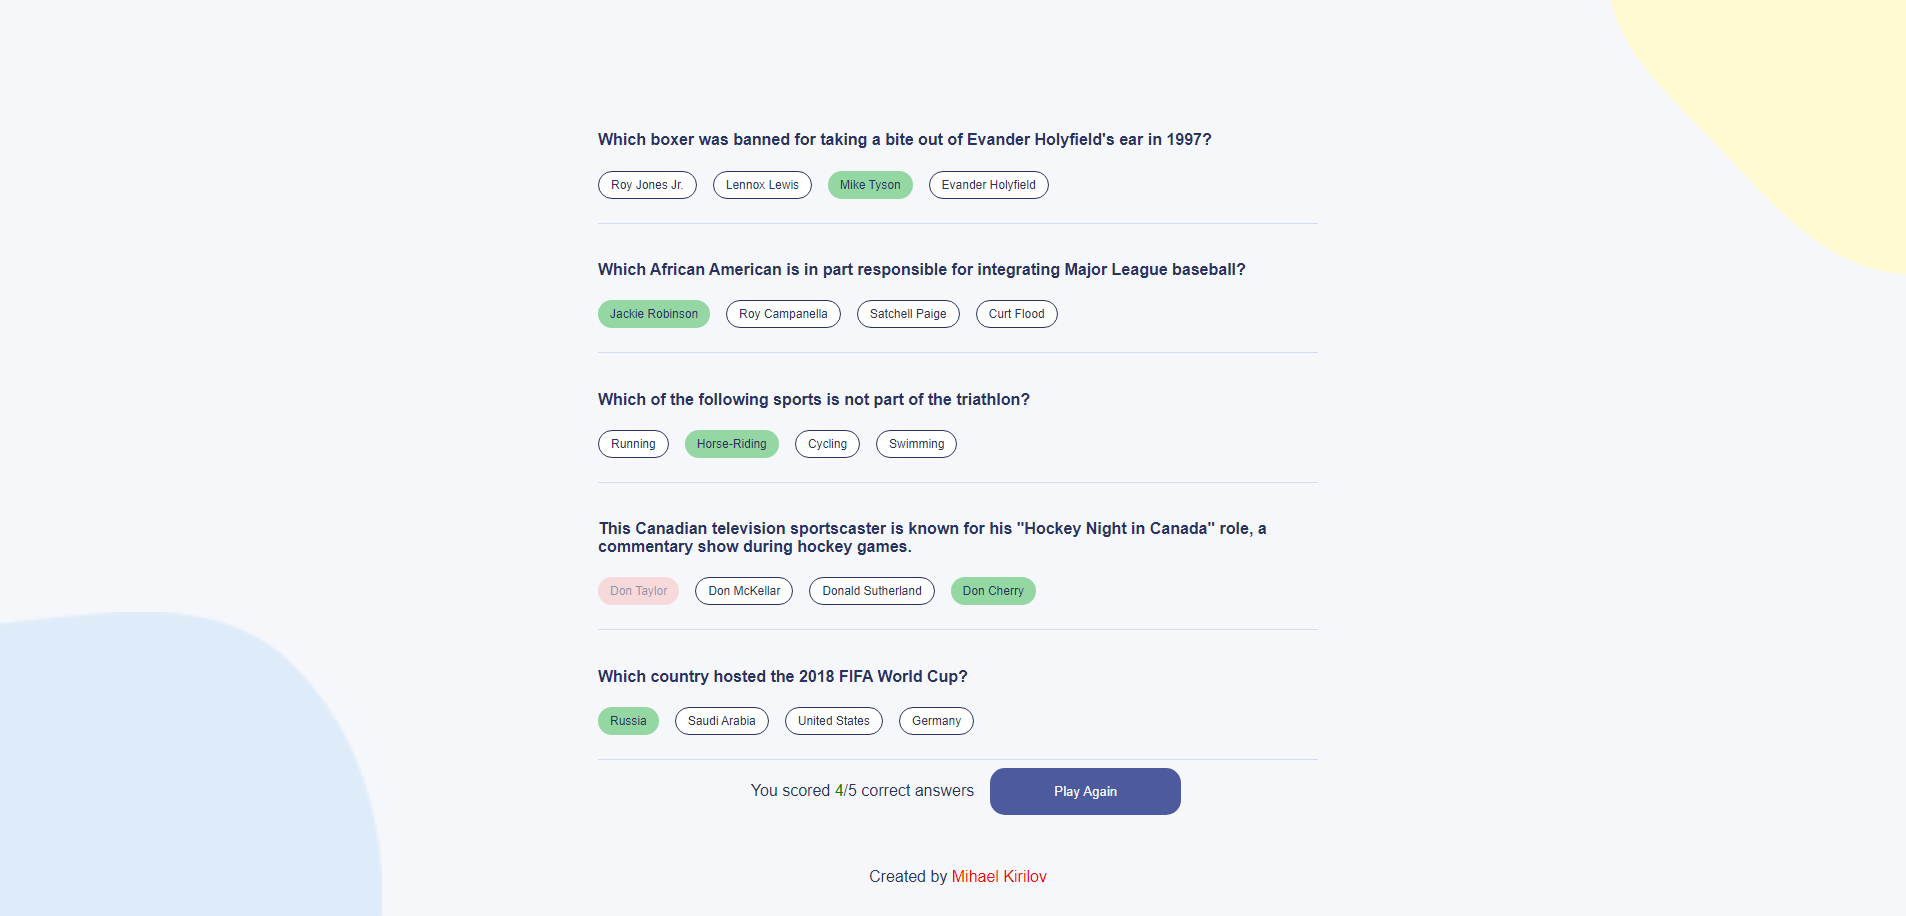 Which boxer was banned for taking a bite out of Evander Holyfield's ear in 1997?
Roy Jones Jr. Lennox Lewis Mike Tyson Evander Holyfield
Which African American is in part responsible for integrating Major League baseball?
Jackie Robinson Roy Campanella Satchell Paige Curt Flood
Which of the following sports is not part of the triathlon?
Running Horse-Riding Cycling Swimming
This Canadian television sportscaster is known for his "Hockey Night in Canada" role, a
commentary show during hockey games.
Don Taylor Don McKellar Donald Sutherland Don Cherry
Which country hosted the 2018 FIFA World Cup?
Russia Saudi Arabia United States Germany
You scored 4/5 correct answers Play Again
Created by Mihael Kirilov